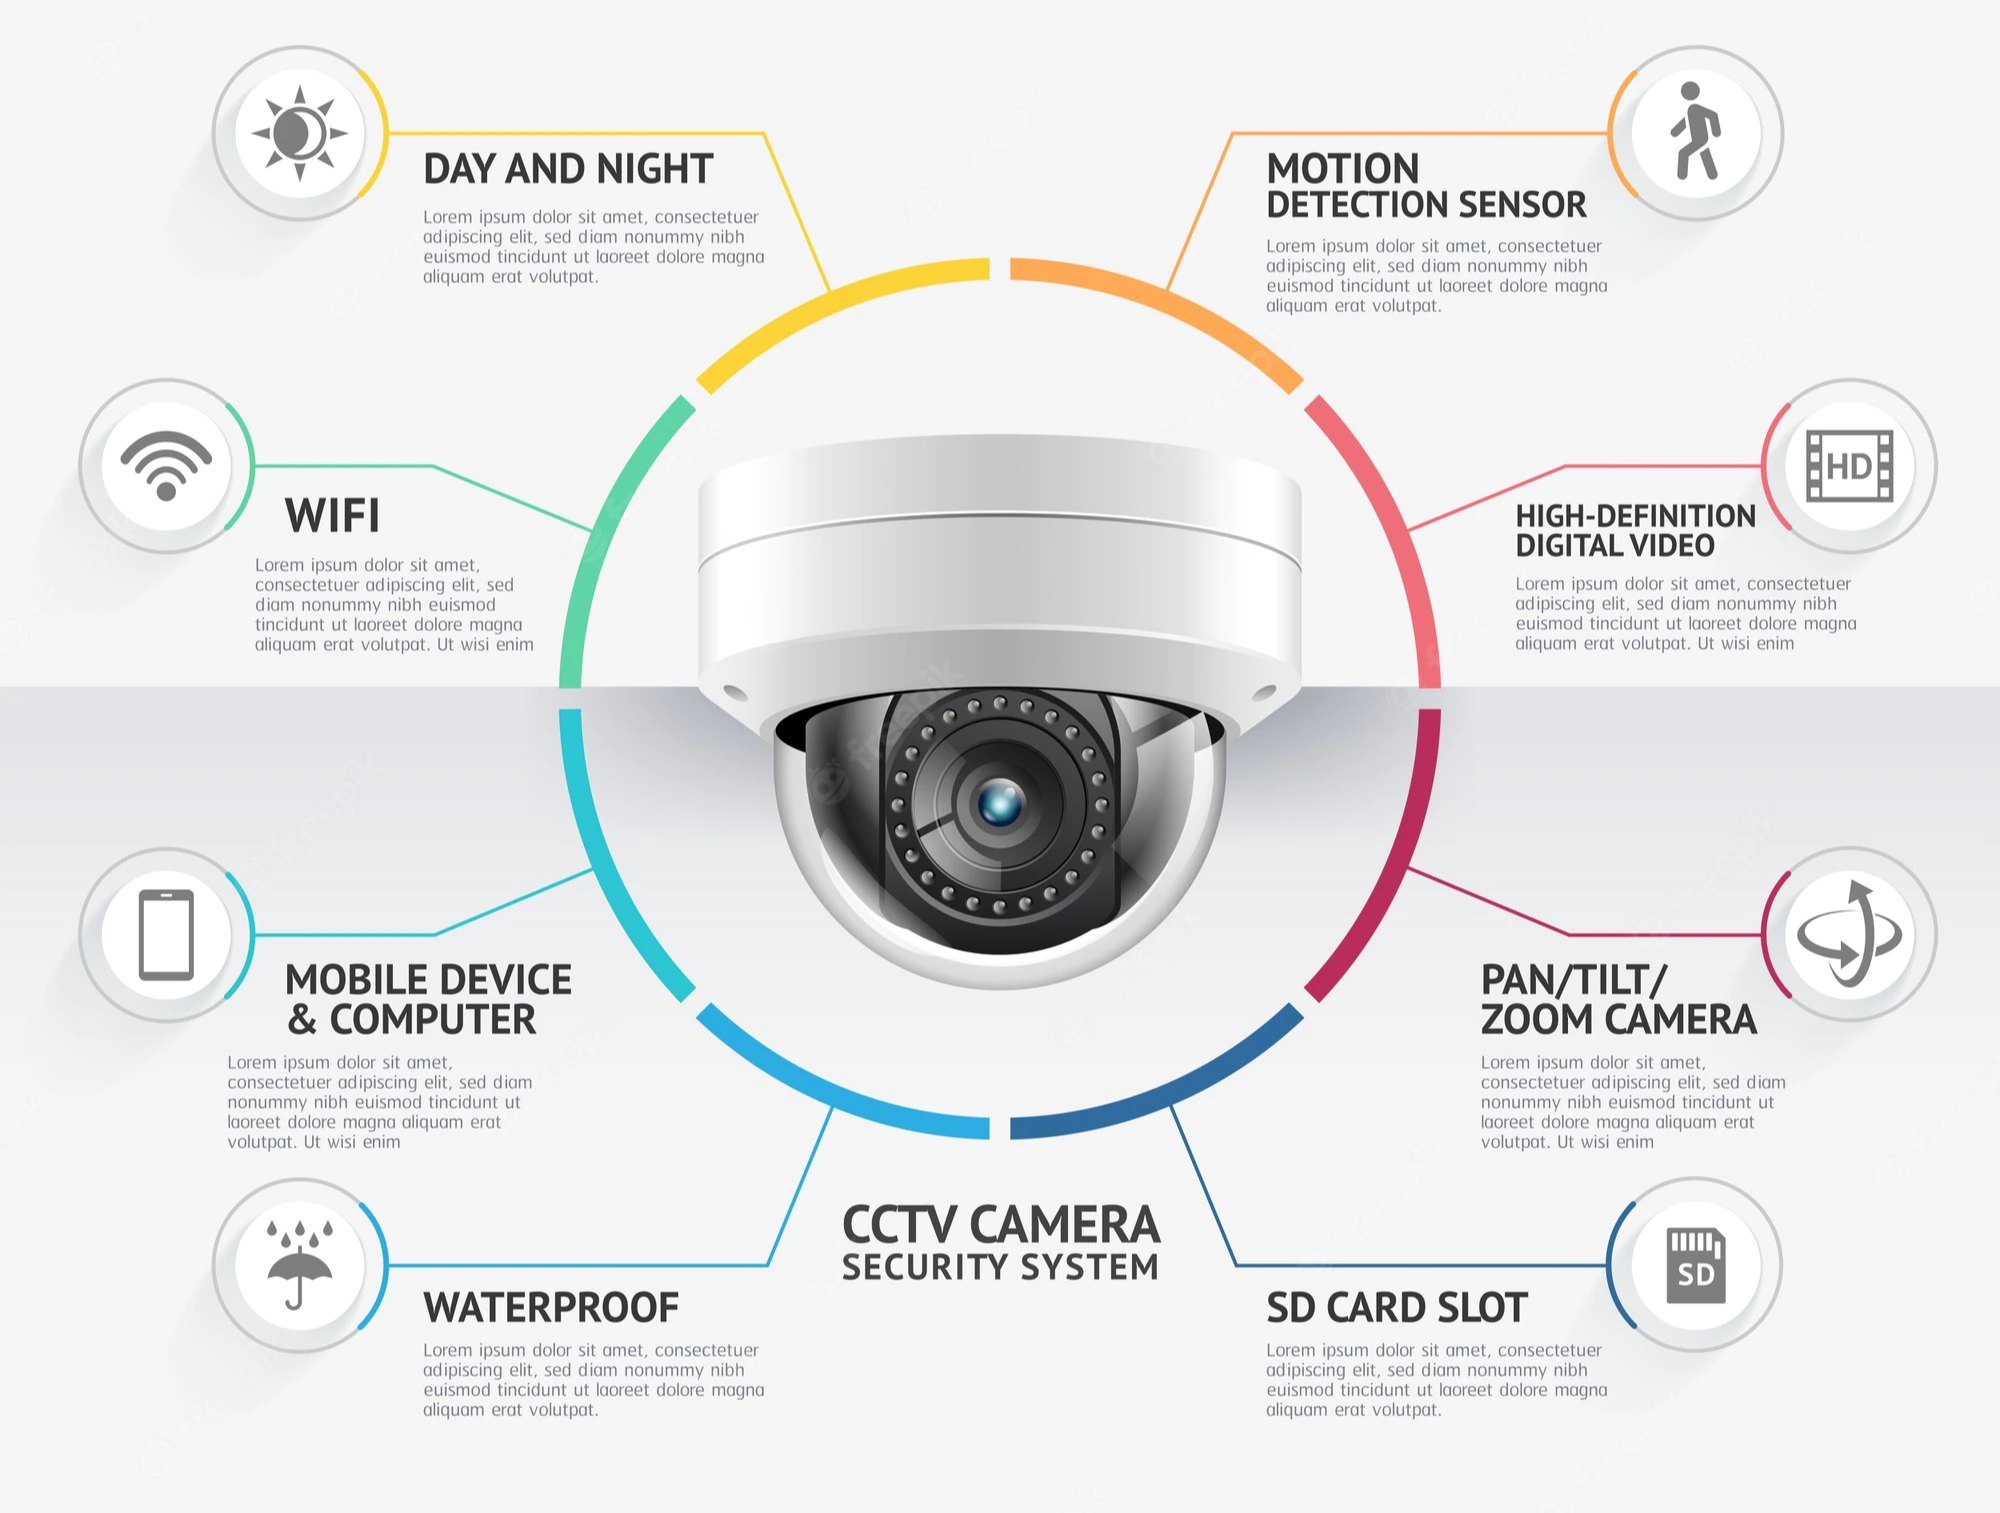 DAY AND NIGHT
Lorem ipsum dolor sit amet, consectetuer
adipiscing elit, sed diam nonummy nibh
euismod tincidunt ut laoreet dolore magna
aliquam erat volutpat.
MOTION
DETECTION SENSOR
Lorem ipsum dolor sit amet, consectetuer
adipiscing elit, sed diam nonummy nibh
euismod tincidunt ut laoreet dolore magna
aliquam erat volutpat.
WIFI
Lorem ipsum dolor sit amet,
consectetuer adipiscing elit, sed
diam nonummy nibh euismod
tincidunt ut laoreet dolore magna
aliquam erat volutpat. Ut wisi enim
HD
HIGH-DEFINITION
DIGITAL VIDEO
Lorem ipsum dolor sit amet, consectetuer
adipiscing elit, sed diam nonummy nibh
euismod tincidunt ut laoreet dolore magna
aliquam erat volutpat. Ut wisi enim
freepik
MOBILE DEVICE
& COMPUTER
Lorem ipsum dolor sit amet,
consectetuer adipiscing elit, sed diam
nonummy nibh euismod tincidunt ut
laoreet dolore magna aliquam erat
volutpat. Ut wisi enim
PAN/TILT/
ZOOM CAMERA
Lorem ipsum dolor sit amet,
consectetuer adipiscing elit, sed diam
nonummy nibh euismod tincidunt ut
laoreet dolore magna aliquam erat
volutpat. Ut wisi enim
WATERPROOF
Lorem ipsum dolor sit amet, consectetuer
adipiscing elit, sed diam nonummy nibh
euismod tincidunt ut laoreet dolore magna
aliquam erat volutpat.
CCTV CAMERA
SECURITY SYSTEM
SD
SD CARD SLOT
Lorem ipsum dolor sit amet, consectetuer
adipiscing elit, sed diam nonummy nibh
euismod tincidunt ut laoreet dolore magna
aliquam erat volutpat.